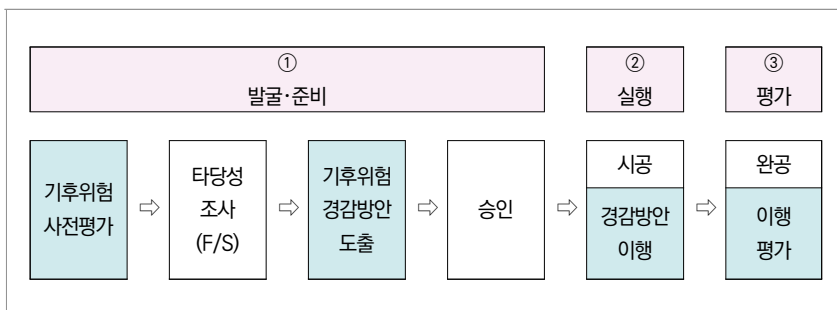 ①
발굴·준비
②
실행
③
평가
기후위험
사전평가
⇨
타당성
조사
(F/S)
⇨
기후위험
경감방안
도출
⇨
승인
⇨
시공
경감방안
이행
⇨
완공
이행
평가